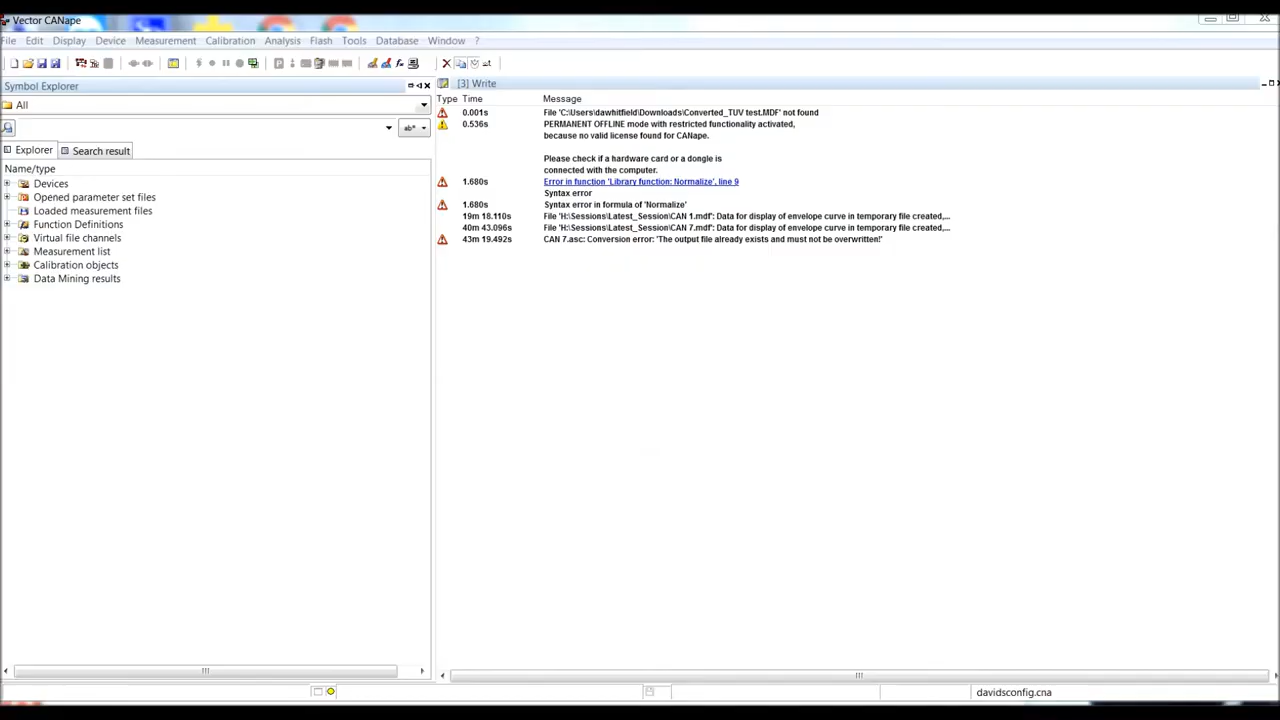 Vector CANape
File Edit Display Device Measurement Calibration Analysis Flash Tools Database Window ?
Symbol Explorer
All
ab*
Explorer Search result
Name/type
Devices
Opened parameter set files
Loaded measurement files
Function Definitions
Virtual file channels
Measurement list
Calibration objects
Data Mining results
[3] Write
Type Time Message
0.001s File 'C:\Users\dawhitfield\Downloads\Converted_TUV test.MDF' not found
0.536s PERMANENT OFFLINE mode with restricted functionality activated,
because no valid license found for CANape.
Please check if a hardware card or a dongle is
connected with the computer.
1.680s Error in function 'Library function: Normalize', line 9
Syntax error
1.680s Syntax error in formula of 'Normalize'
19m 18.110s File 'H:\Sessions\Latest_Session\CAN 1.mdf': Data for display of envelope curve in temporary file created,...
40m 43.096s File 'H:\Sessions\Latest_Session\CAN 7.mdf': Data for display of envelope curve in temporary file created,...
43m 19.492s CAN 7.asc: Conversion error: 'The output file already exists and must not be overwritten!'
davidsconfig.cna